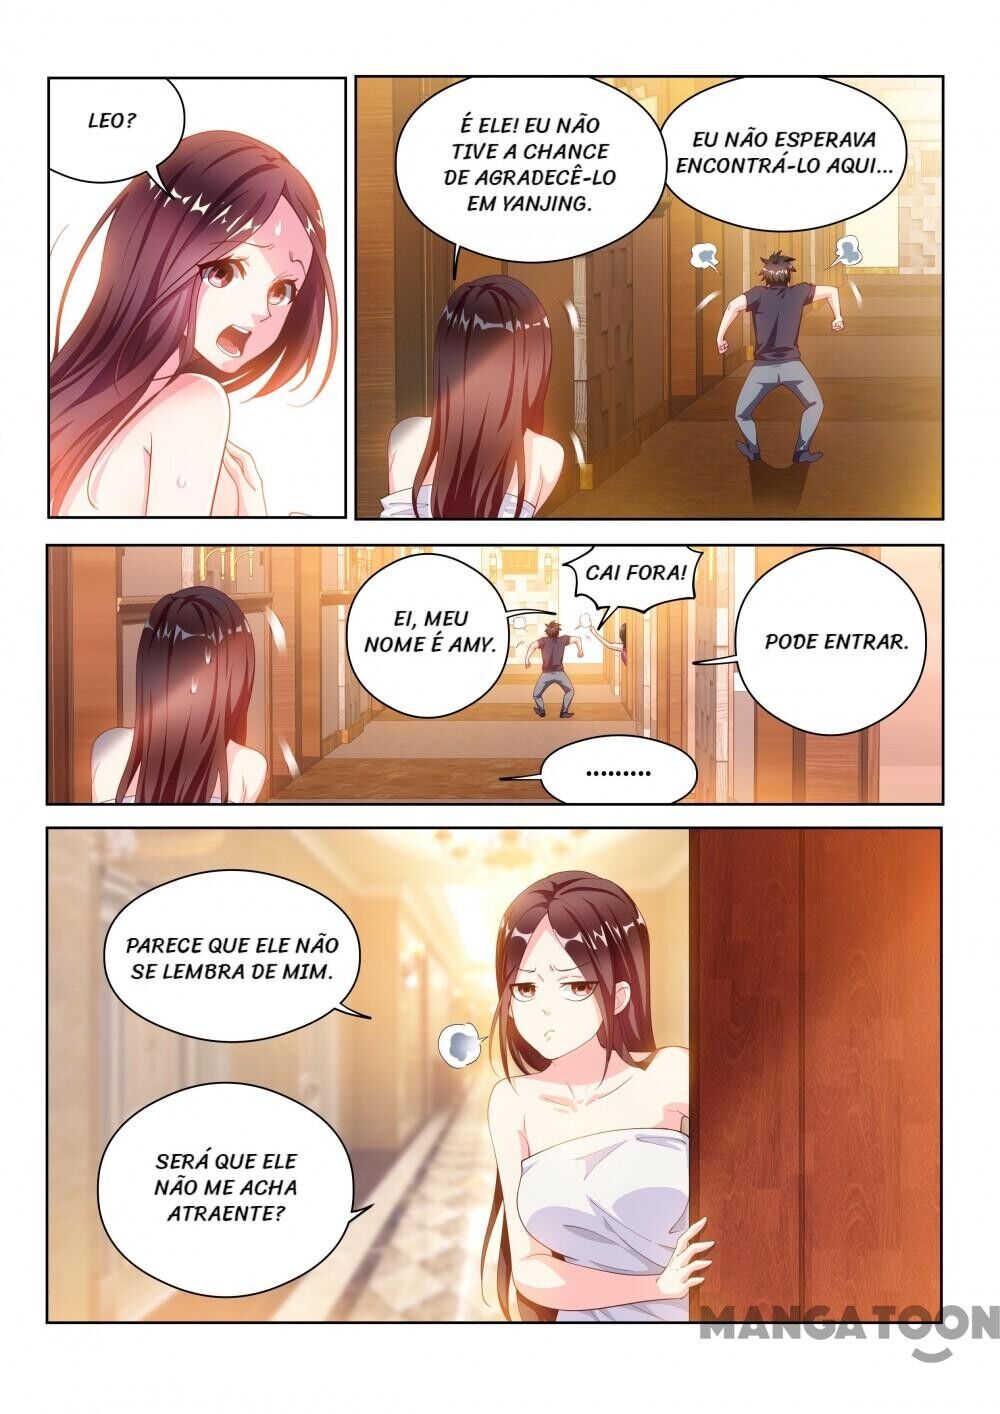 LEO?
É ELE! EU NÃO
TIVE A CHANCE
DE AGRADECÊ-LO
EM YANJING.
EU NÃO ESPERAVA
ENCONTRÁ-LO AQUI...
EI, MEU
NOME É AMY.
CAI FORA!
PODE ENTRAR.
.........
PARECE QUE ELE NÃO
SE LEMBRA DE MIM.
SERÁ QUE ELE
NÃO ME ACHA
ATRAENTE?
MANGATOON